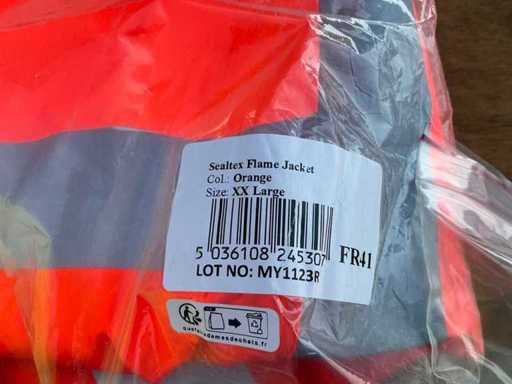 Sealtex Flame Jacket
Col.: Orange
Size: XX Large
5 036108 245307
FR41
LOT NO: MY1123R